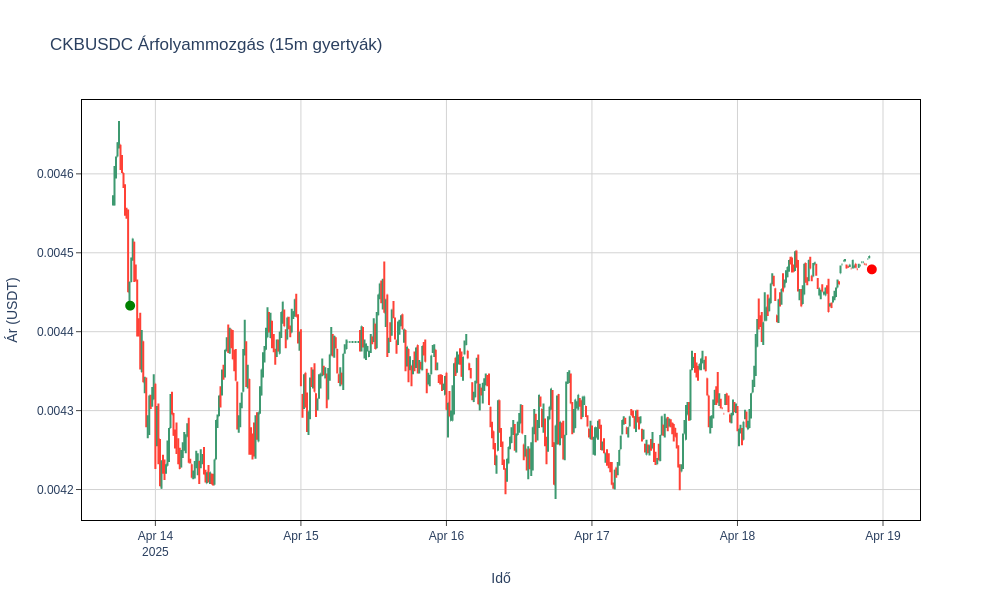 CKBUSDC Árfolyammozgás (15m gyertyák)
Ár (USDT)
0.0046
0.0045
0.0044
0.0043
0.0042
Apr 14
2025
Apr 15
Apr 16
Apr 17
Apr 18
Apr 19
Idő